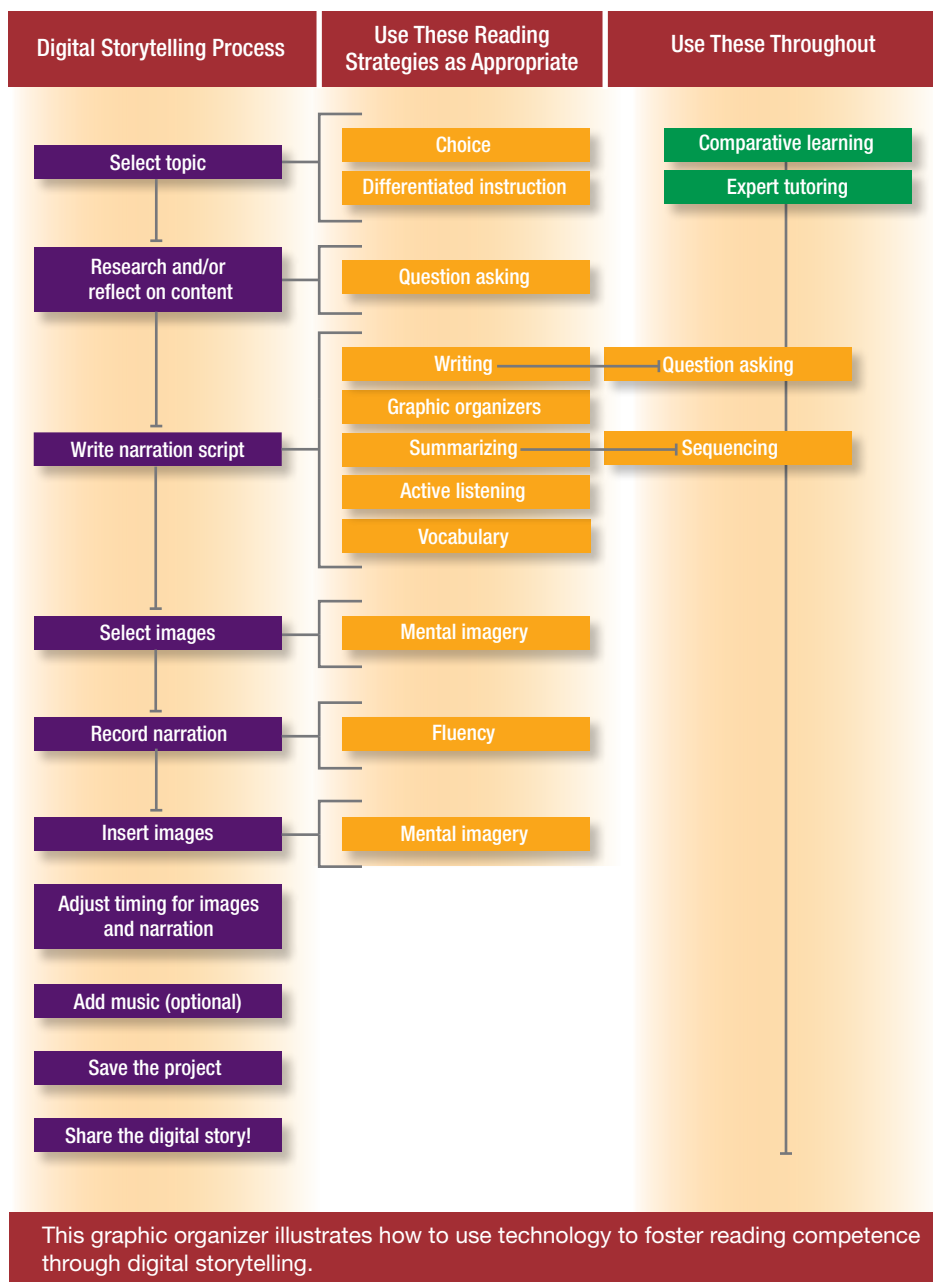 Digital Storytelling Process
Use These Reading
Strategies as Appropriate
Use These Throughout
Select topic
Choice
Differentiated instruction
Comparative learning
Expert tutoring
Research and/or
reflect on content
Question asking
Write narration script
Writing
Question asking
Graphic organizers
Summarizing
Sequencing
Active listening
Vocabulary
Select images
Mental imagery
Record narration
Fluency
Insert images
Mental imagery
Adjust timing for images
and narration
Add music (optional)
Save the project
Share the digital story!
This graphic organizer illustrates how to use technology to foster reading competence
through digital storytelling.